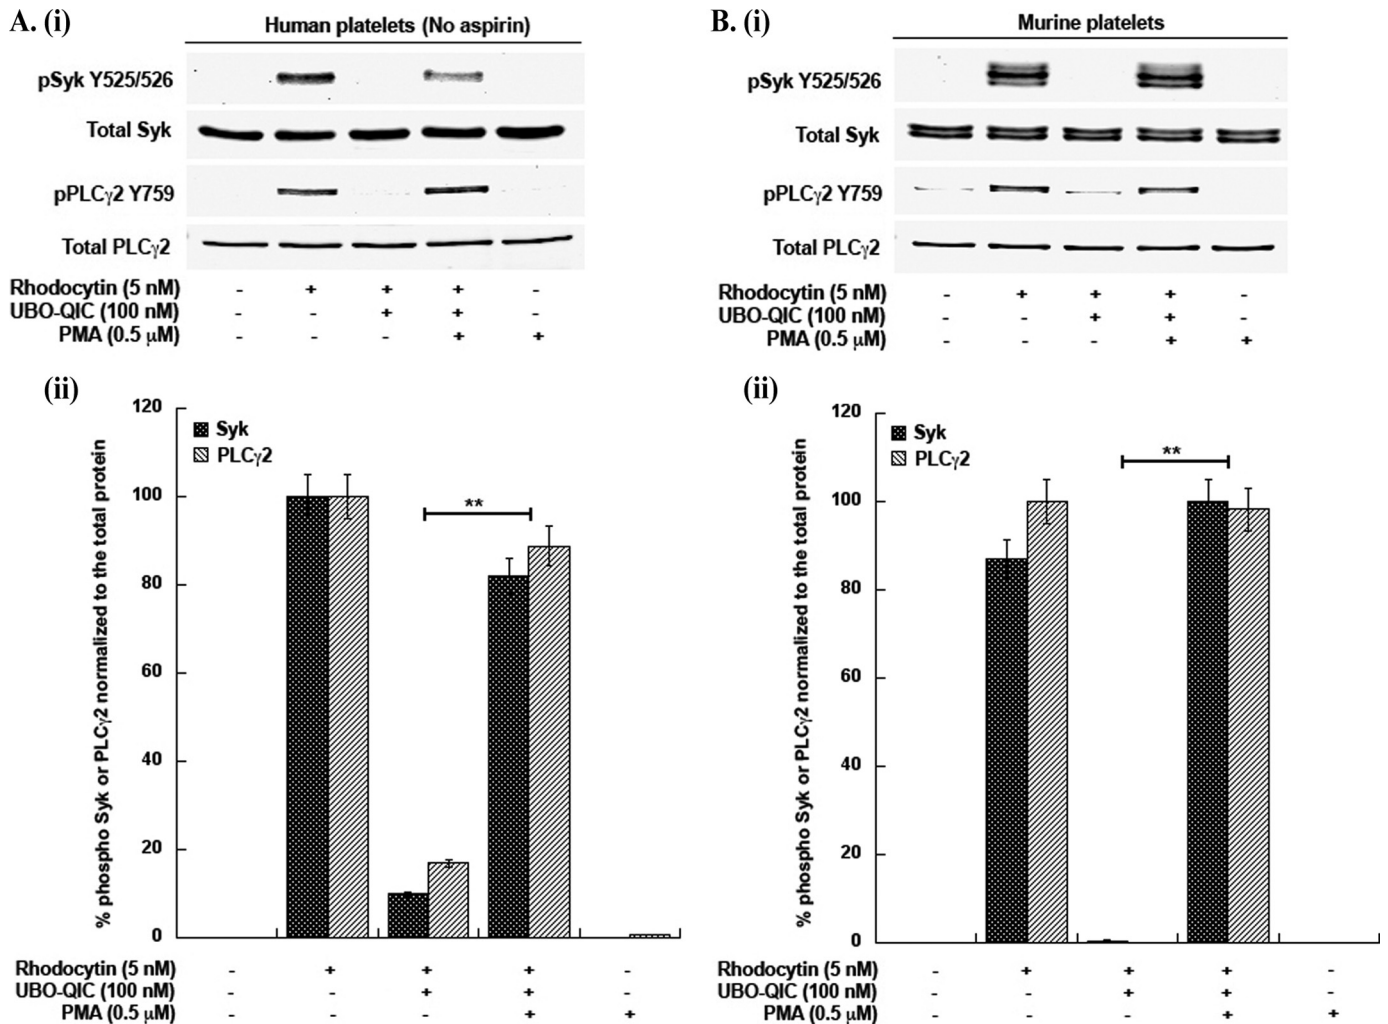 A. (i)
Human platelets (No aspirin)
pSyk Y525/526
Total Syk
pPLCγ2 Y759
Total PLCγ2
Rhodocytin (5 nM) - + + + -
UBO-QIC (100 nM) - - + + -
PMA (0.5 μM) - - - + +
(ii)
% phospho Syk or PLCγ2 normalized to the total protein
120
100
80
60
40
20
0
Syk
PLCγ2
**
Rhodocytin (5 nM) - + + + -
UBO-QIC (100 nM) - - + + -
PMA (0.5 μM) - - - + +
B. (i)
Murine platelets
pSyk Y525/526
Total Syk
pPLCγ2 Y759
Total PLCγ2
Rhodocytin (5 nM) - + + + -
UBO-QIC (100 nM) - - + + -
PMA (0.5 μM) - - - + +
(ii)
% phospho Syk or PLCγ2 normalized to the total protein
120
100
80
60
40
20
0
Syk
PLCγ2
**
Rhodocytin (5 nM) - + + + -
UBO-QIC (100 nM) - - + + -
PMA (0.5 μM) - - - + +